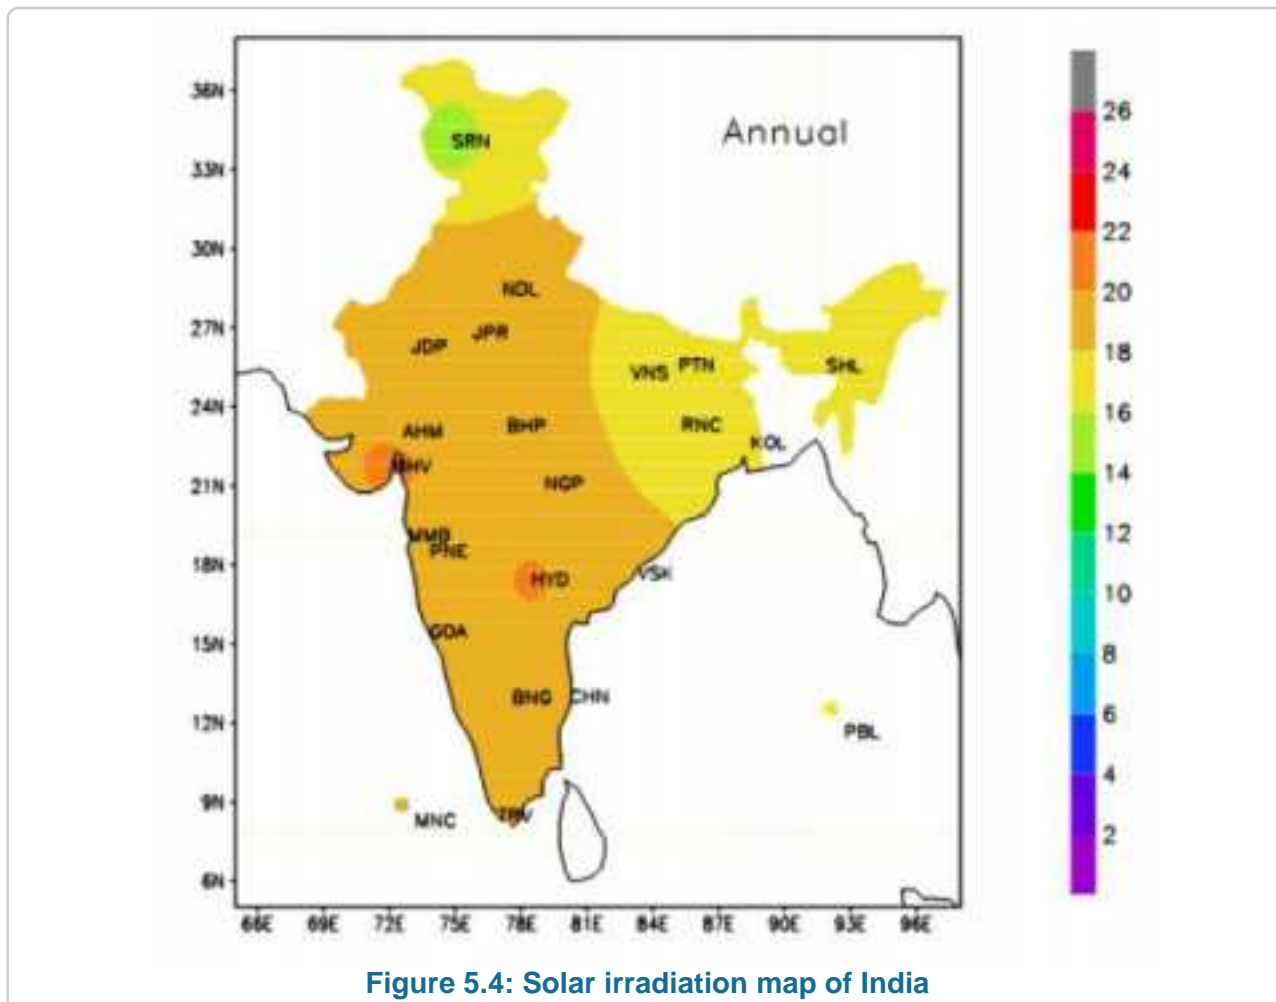 Annual
36N
33N
30N
27N
24N
21N
18N
15N
12N
9N
6N
66E 69E 72E 75E 78E 81E 84E 87E 90E 93E 96E
SRN
NDL
JPR
JDP
VNS PTN
SHL
AHM
BHP
RNC
KOL
BHV
NGP
MMB
PNE
HYD
VSK
GOA
BNG CHN
PBL
MNC
TRV
26
24
22
20
18
16
14
12
10
8
6
4
2
Figure 5.4: Solar irradiation map of India